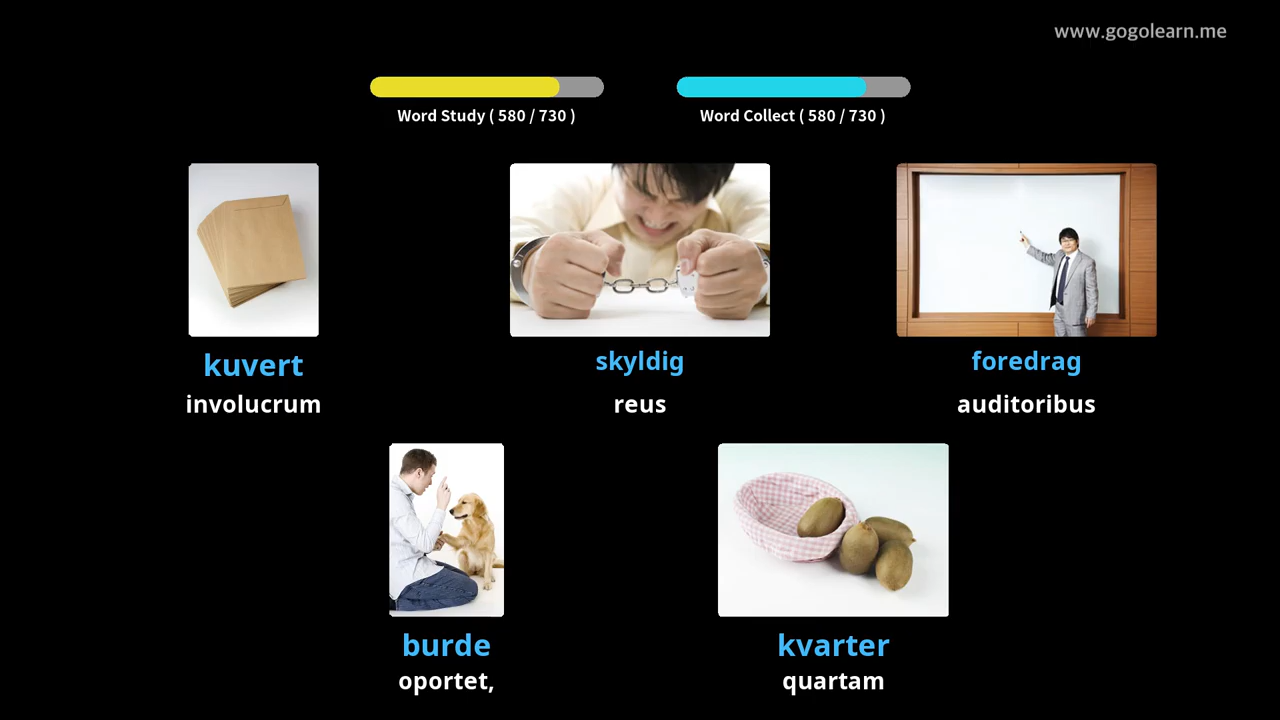 www.gogolearn.me
Word Study ( 580 / 730 )
Word Collect ( 580 / 730 )
kuvert
skyldig
foredrag
involucrum
reus
auditoribus
burde
kvarter
oportet,
quartam